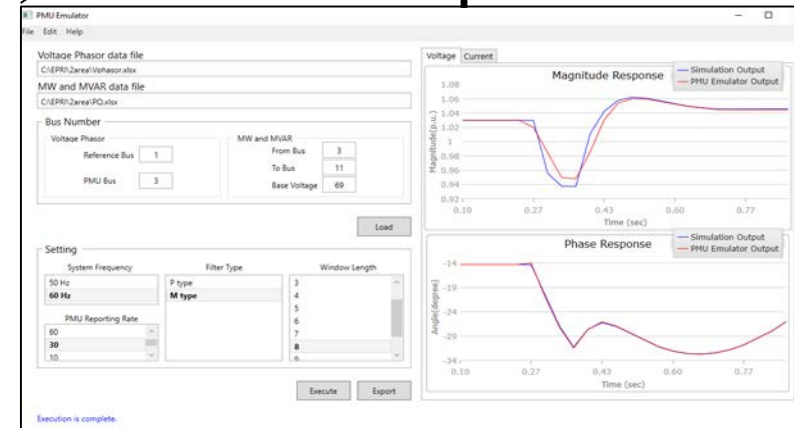 PMU Emulator
File Edit Help
Voltage Phasor data file
C:\EPRI\2area\Vphasor.xlsx
MW and MVAR data file
C:\EPRI\2area\PQ.xlsx
Bus Number
Voltage Phasor
Reference Bus 1
PMU Bus 3
MW and MVAR
From Bus 3
To Bus 11
Base Voltage 69
Load
Setting
System Frequency
50 Hz
60 Hz
PMU Reporting Rate
60
30
10
Filter Type
P type
M type
Window Length
3
4
5
6
7
8
Execute Export
Execution is complete.
Voltage Current
Magnitude Response
Simulation Output
PMU Emulator Output
Magnitude(p.u.)
1.08
1.06
1.04
1.02
1
0.98
0.96
0.94
0.92
0.10 0.27 0.43 0.60 0.77
Time (sec)
Phase Response
Simulation Output
PMU Emulator Output
Angle(degree)
-14
-19
-24
-29
-34
0.10 0.27 0.43 0.60 0.77
Time (sec)